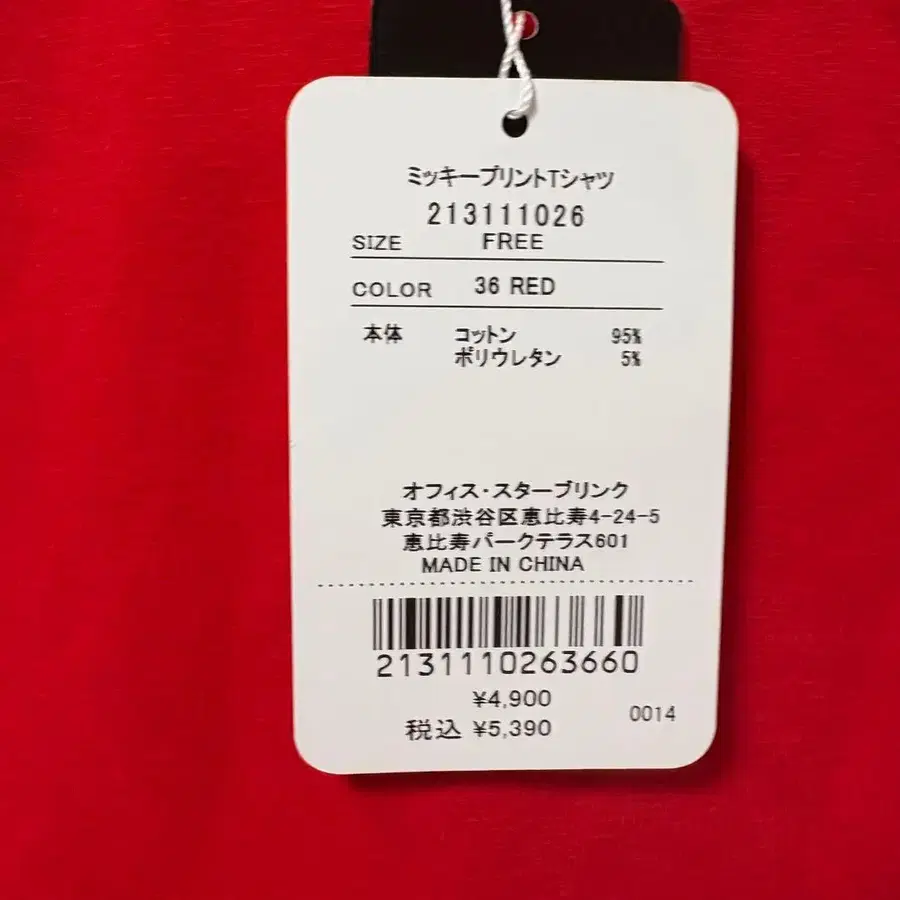 ミッキープリントTシャツ
213111026
SIZE FREE
COLOR 36 RED
本体 コットン 95%
ポリウレタン 5%
オフィス・スターブリンク
東京都渋谷区恵比寿4-24-5
恵比寿パークテラス601
MADE IN CHINA
2131110263660
¥4,900
税込 ¥5,390 0014